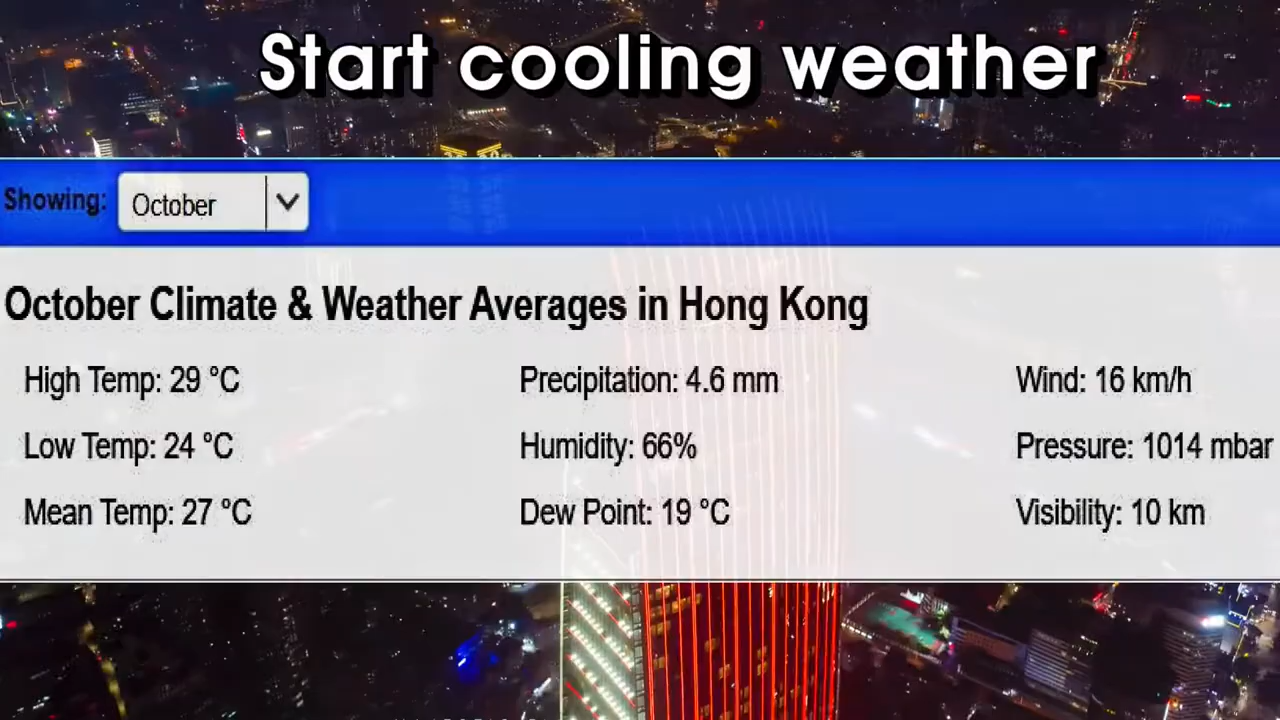 Start cooling weather
Showing: October
October Climate & Weather Averages in Hong Kong
High Temp: 29 °C Precipitation: 4.6 mm Wind: 16 km/h
Low Temp: 24 °C Humidity: 66% Pressure: 1014 mbar
Mean Temp: 27 °C Dew Point: 19 °C Visibility: 10 km